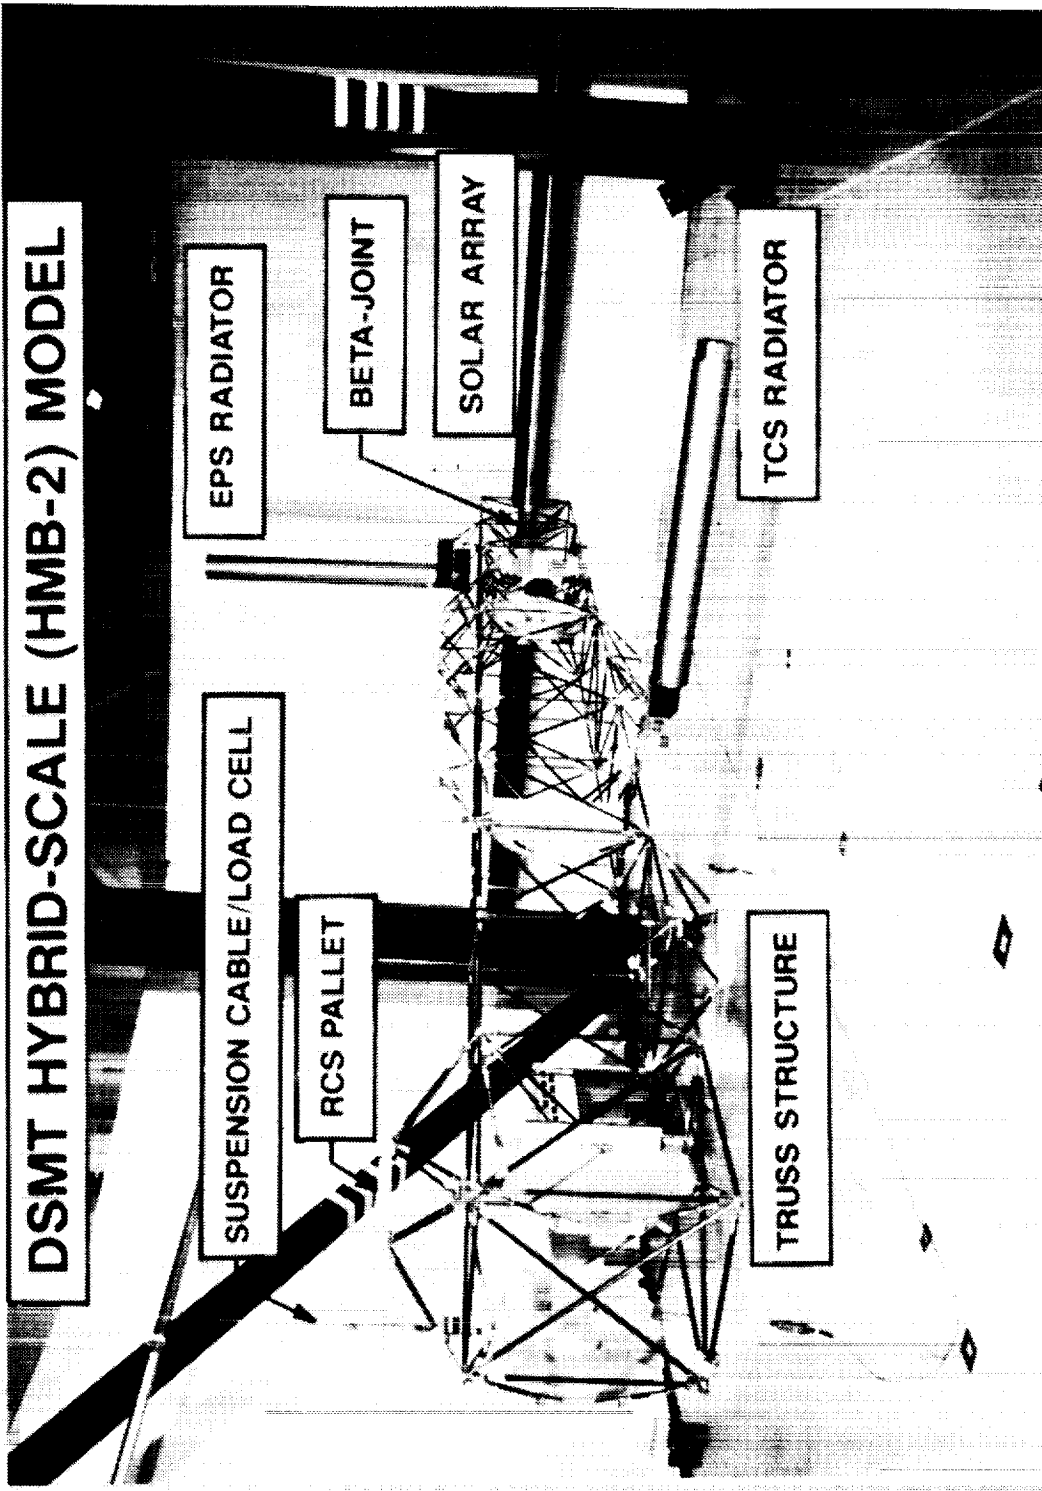 DSMT HYBRID-SCALE (HMB-2) MODEL
SUSPENSION CABLE/LOAD CELL
EPS RADIATOR
RCS PALLET
BETA-JOINT
SOLAR ARRAY
TRUSS STRUCTURE
TCS RADIATOR